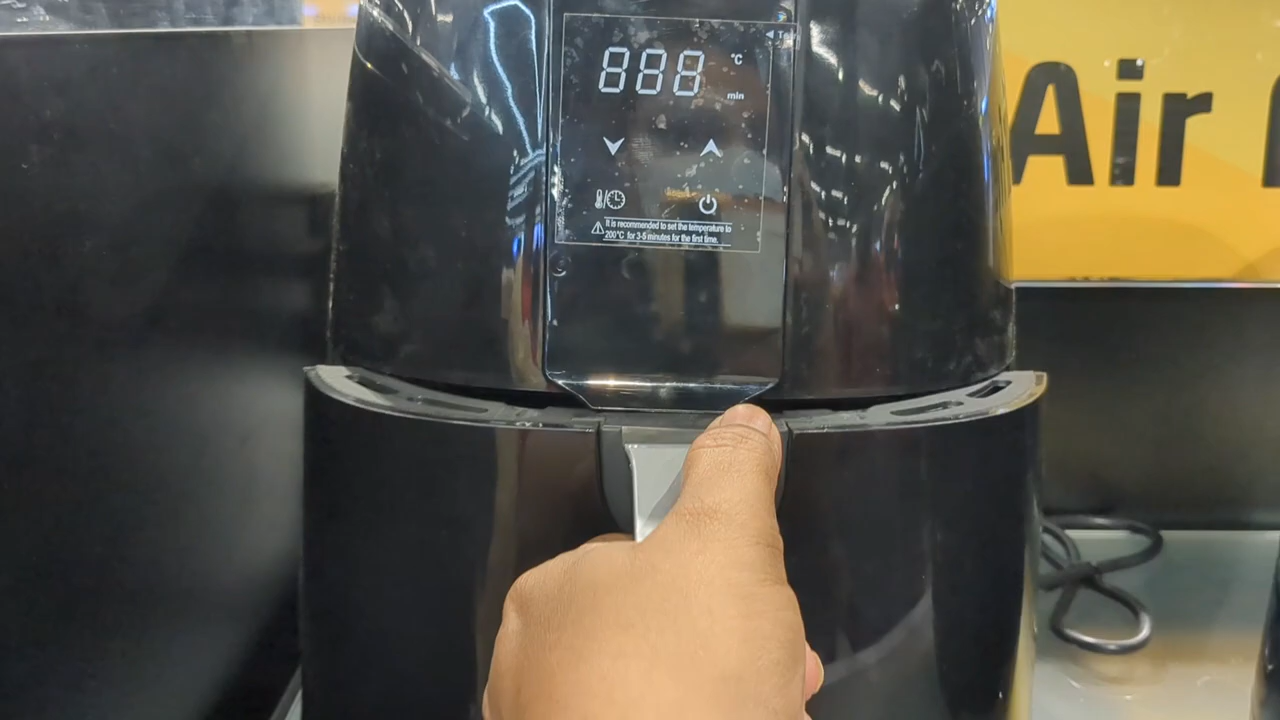 888
°C
min
It is recommended to set the temperature to
200°C for 3-5 minutes for the first time.
Air